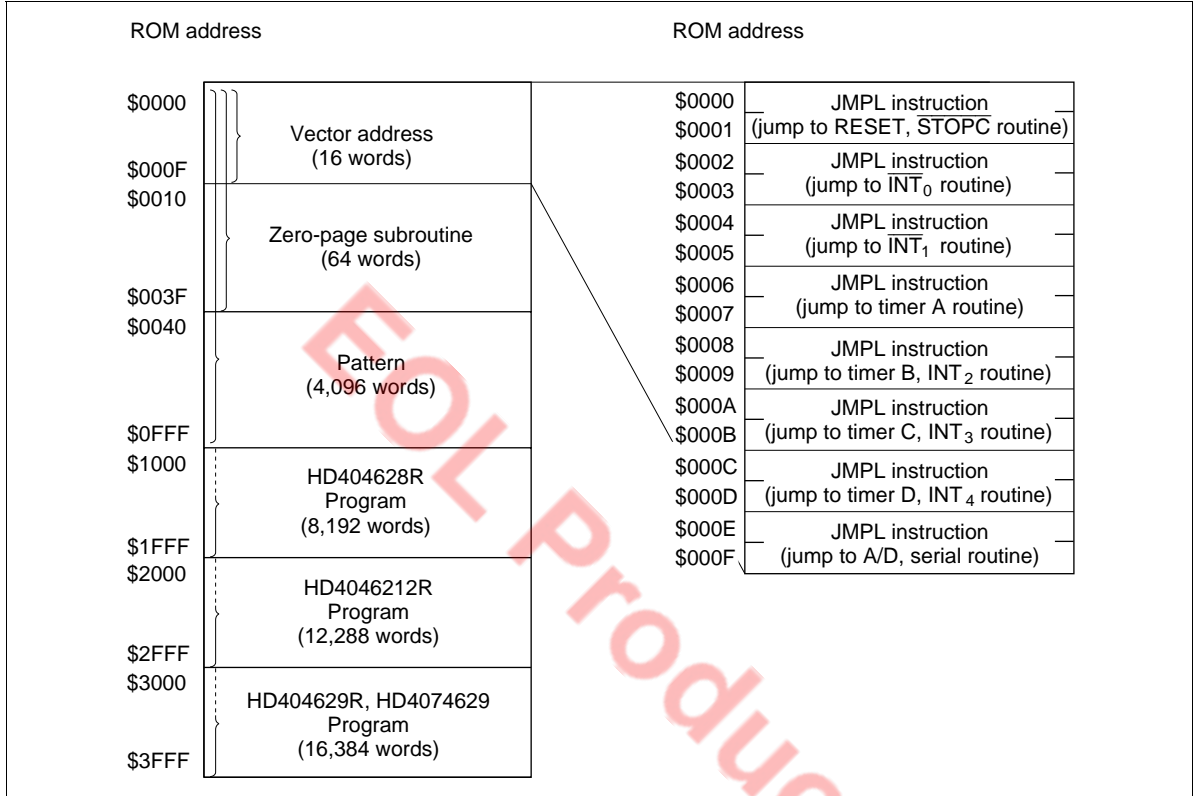 ROM address
$0000
$000F
$0010
$003F
$0040
$0FFF
$1000
$1FFF
$2000
$2FFF
$3000
$3FFF
Vector address
(16 words)
Zero-page subroutine
(64 words)
Pattern
(4,096 words)
HD404628R
Program
(8,192 words)
HD4046212R
Program
(12,288 words)
HD404629R, HD4074629
Program
(16,384 words)
ROM address
$0000
$0001
JMPL instruction
(jump to RESET, STOPC routine)
$0002
$0003
JMPL instruction
(jump to INT0 routine)
$0004
$0005
JMPL instruction
(jump to INT1 routine)
$0006
$0007
JMPL instruction
(jump to timer A routine)
$0008
$0009
JMPL instruction
(jump to timer B, INT2 routine)
$000A
$000B
JMPL instruction
(jump to timer C, INT3 routine)
$000C
$000D
JMPL instruction
(jump to timer D, INT4 routine)
$000E
$000F
JMPL instruction
(jump to A/D, serial routine)
EOL Produc